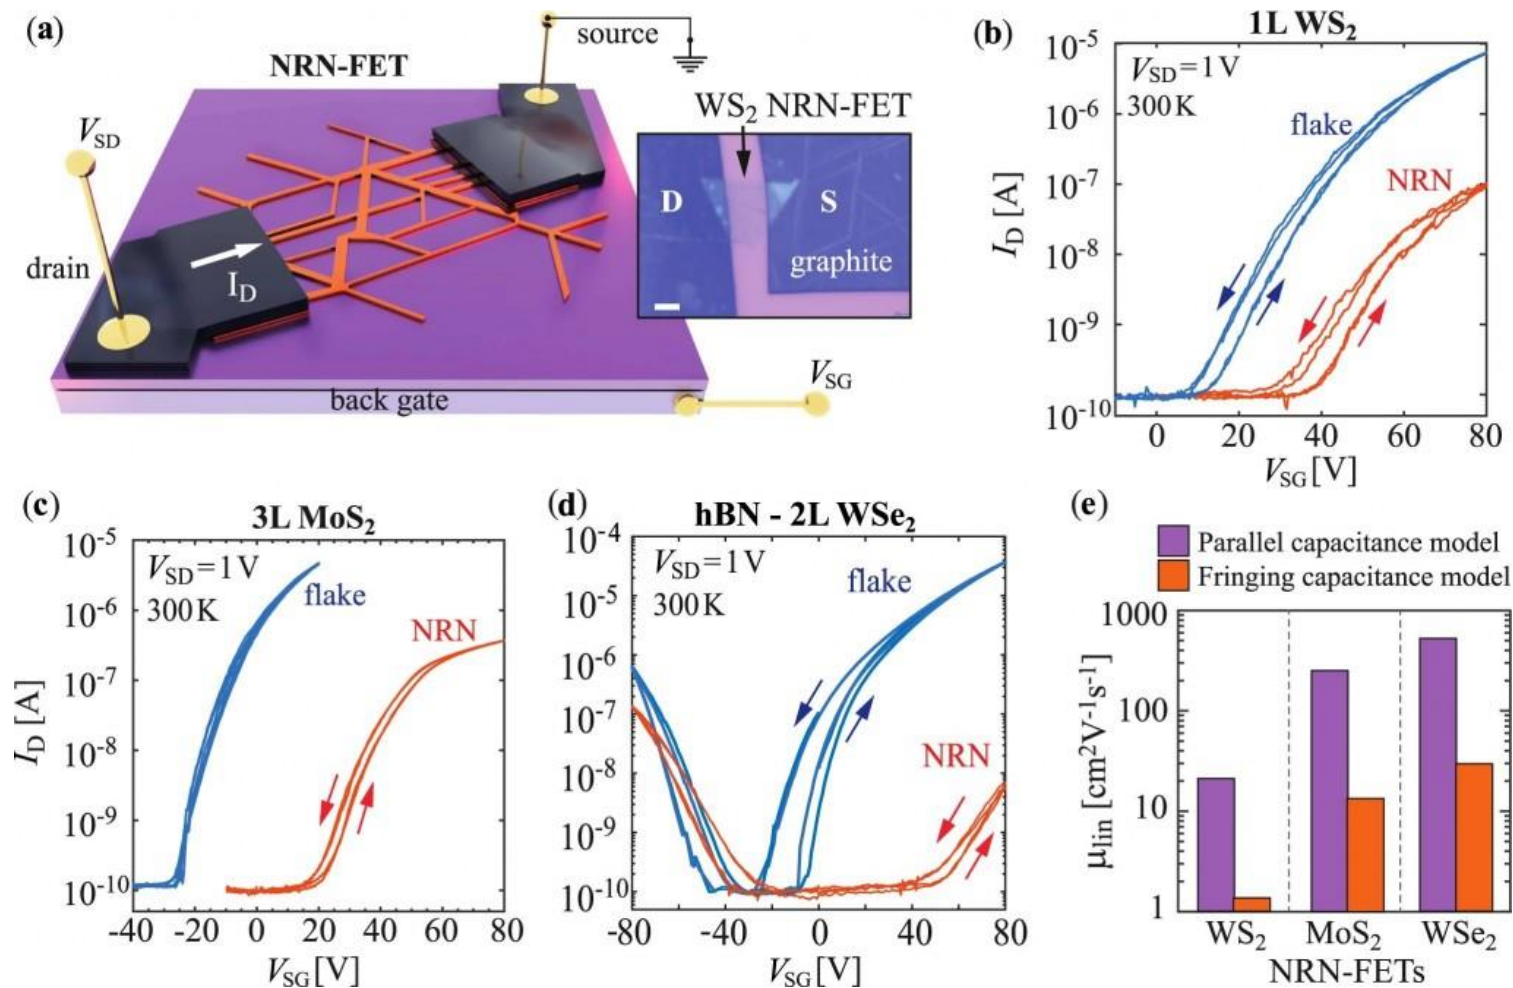 (a)
NRN-FET
source
V_SD
drain
I_D
WS₂ NRN-FET
D
S
graphite
V_SG
back gate
(b)
1L WS₂
V_SD = 1V
300 K
flake
NRN
10⁻⁵
10⁻⁶
10⁻⁷
10⁻⁸
10⁻⁹
10⁻¹⁰
I_D [A]
0 20 40 60 80
V_SG [V]
(c)
3L MoS₂
V_SD = 1V
300 K
flake
NRN
10⁻⁵
10⁻⁶
10⁻⁷
10⁻⁸
10⁻⁹
10⁻¹⁰
I_D [A]
-40 -20 0 20 40 60 80
V_SG [V]
(d)
hBN - 2L WSe₂
V_SD = 1V
300 K
flake
NRN
10⁻⁴
10⁻⁵
10⁻⁶
10⁻⁷
10⁻⁸
10⁻⁹
10⁻¹⁰
-80 -40 0 40 80
V_SG [V]
(e)
Parallel capacitance model
Fringing capacitance model
1000
100
10
1
μ_lin [cm²V⁻¹s⁻¹]
WS₂ MoS₂ WSe₂
NRN-FETs